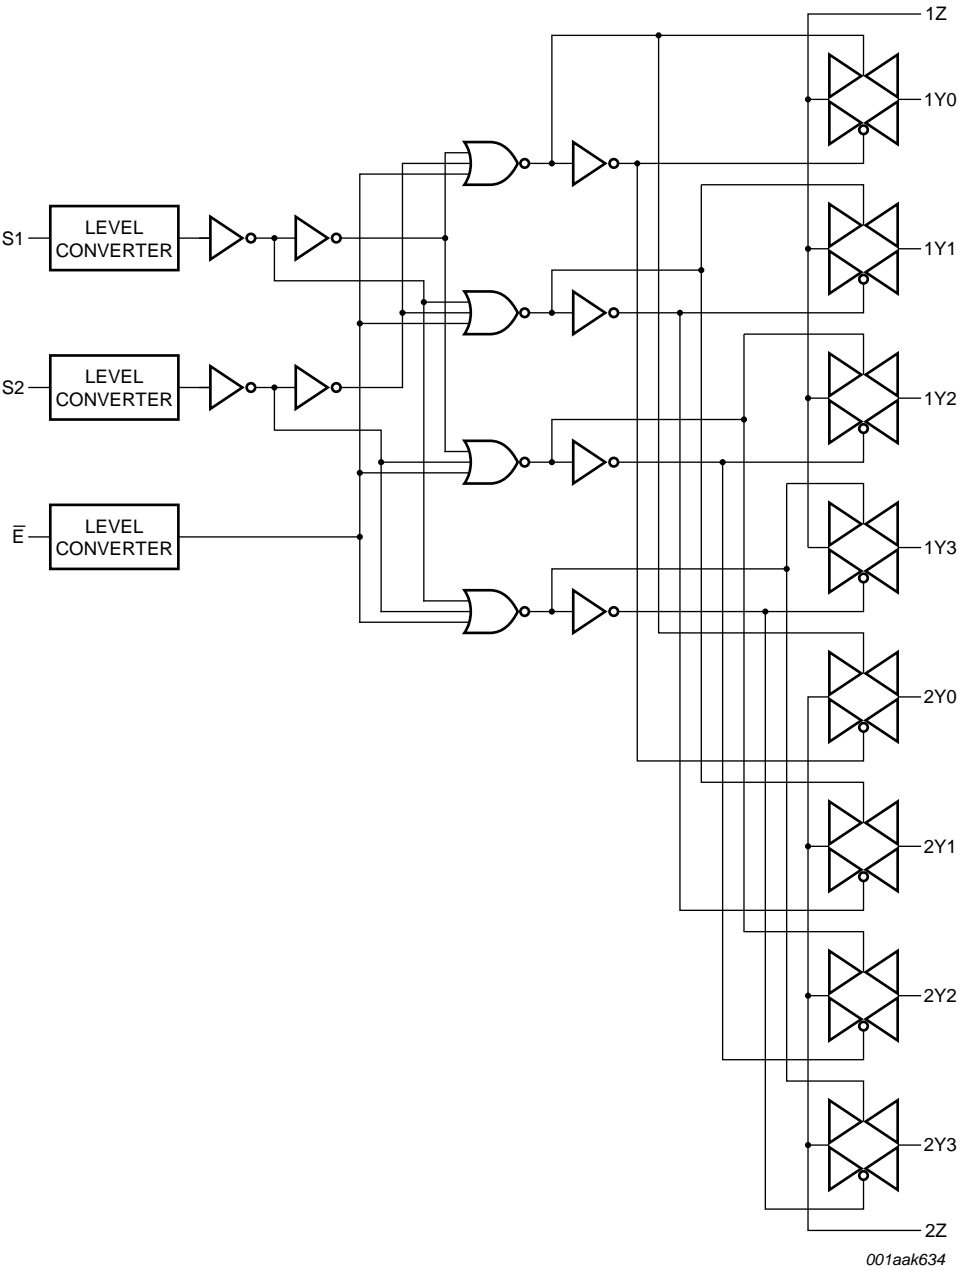 1Z
1Y0
S1
LEVEL
CONVERTER
1Y1
S2
LEVEL
CONVERTER
1Y2
E̅
LEVEL
CONVERTER
1Y3
2Y0
2Y1
2Y2
2Y3
2Z
001aak634